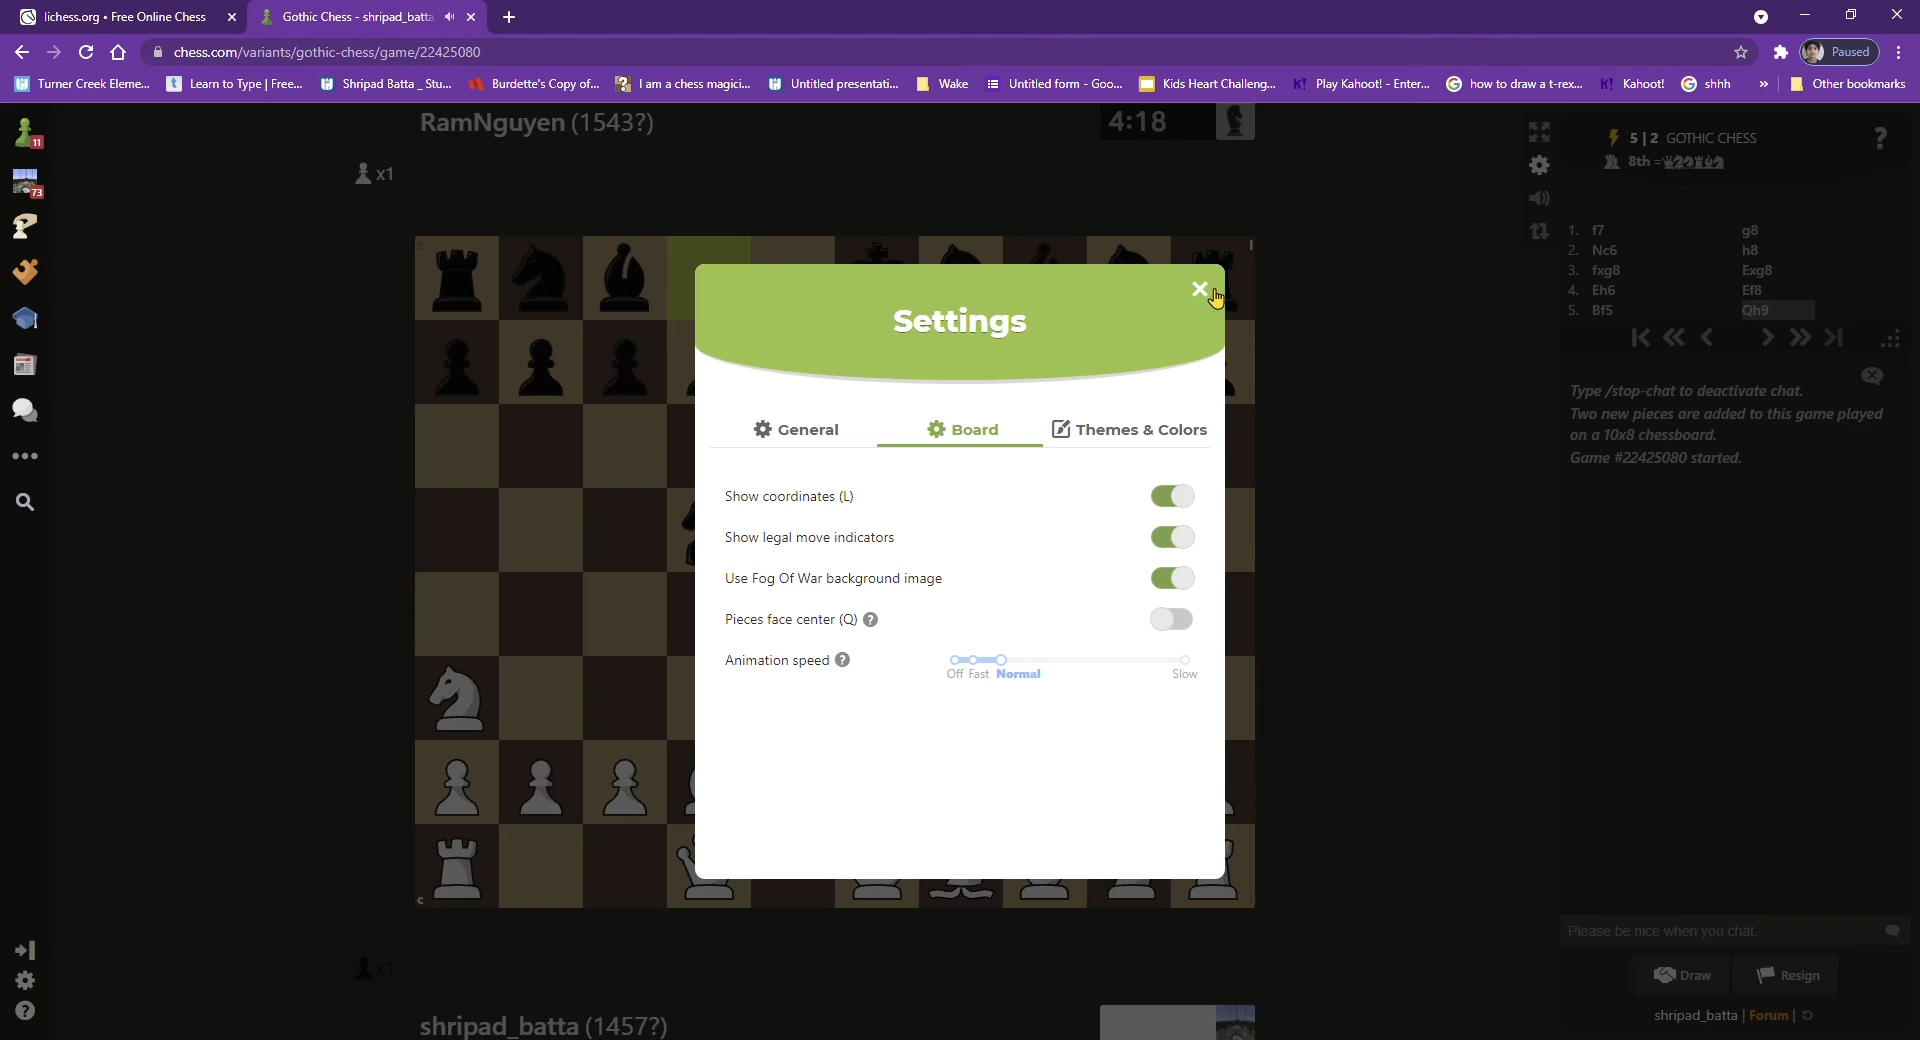 lichess.org • Free Online Chess
Gothic Chess - shripad_batta
chess.com/variants/gothic-chess/game/22425080
Paused
Turner Creek Eleme...
Learn to Type | Free...
Shripad Batta _ Stu...
Burdette's Copy of...
I am a chess magici...
Untitled presentati...
Wake
Untitled form - Goo...
Kids Heart Challeng...
Play Kahoot! - Enter...
how to draw a t-rex...
Kahoot!
shhh
»
Other bookmarks
11
73
RamNguyen (1543?)
4:18
x1
5 | 2 GOTHIC CHESS
?
8th =
1. f7 g8
2. Nc6 h8
3. fxg8 Exg8
4. Eh6 Ef8
5. Bf5 Qh9
Type /stop-chat to deactivate chat.
Two new pieces are added to this game played
on a 10x8 chessboard.
Game #22425080 started.
Settings
General
Board
Themes & Colors
Show coordinates (L)
Show legal move indicators
Use Fog Of War background image
Pieces face center (Q) ?
Animation speed ?
Off Fast Normal Slow
x1
Please be nice when you chat.
Draw
Resign
shripad_batta (1457?)
shripad_batta | Forum |